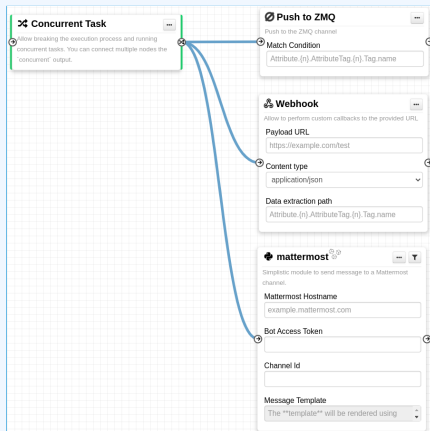 Concurrent Task
Allow breaking the execution process and running
concurrent tasks. You can connect multiple nodes the
`concurrent` output.
Push to ZMQ
Push to the ZMQ channel
Match Condition
Attribute.{n}.AttributeTag.{n}.Tag.name
Webhook
Allow to perform custom callbacks to the provided URL
Payload URL
https://example.com/test
Content type
application/json
Data extraction path
Attribute.{n}.AttributeTag.{n}.Tag.name
mattermost
Simplistic module to send message to a Mattermost
channel.
Mattermost Hostname
example.mattermost.com
Bot Access Token
Channel Id
Message Template
The **template** will be rendered using